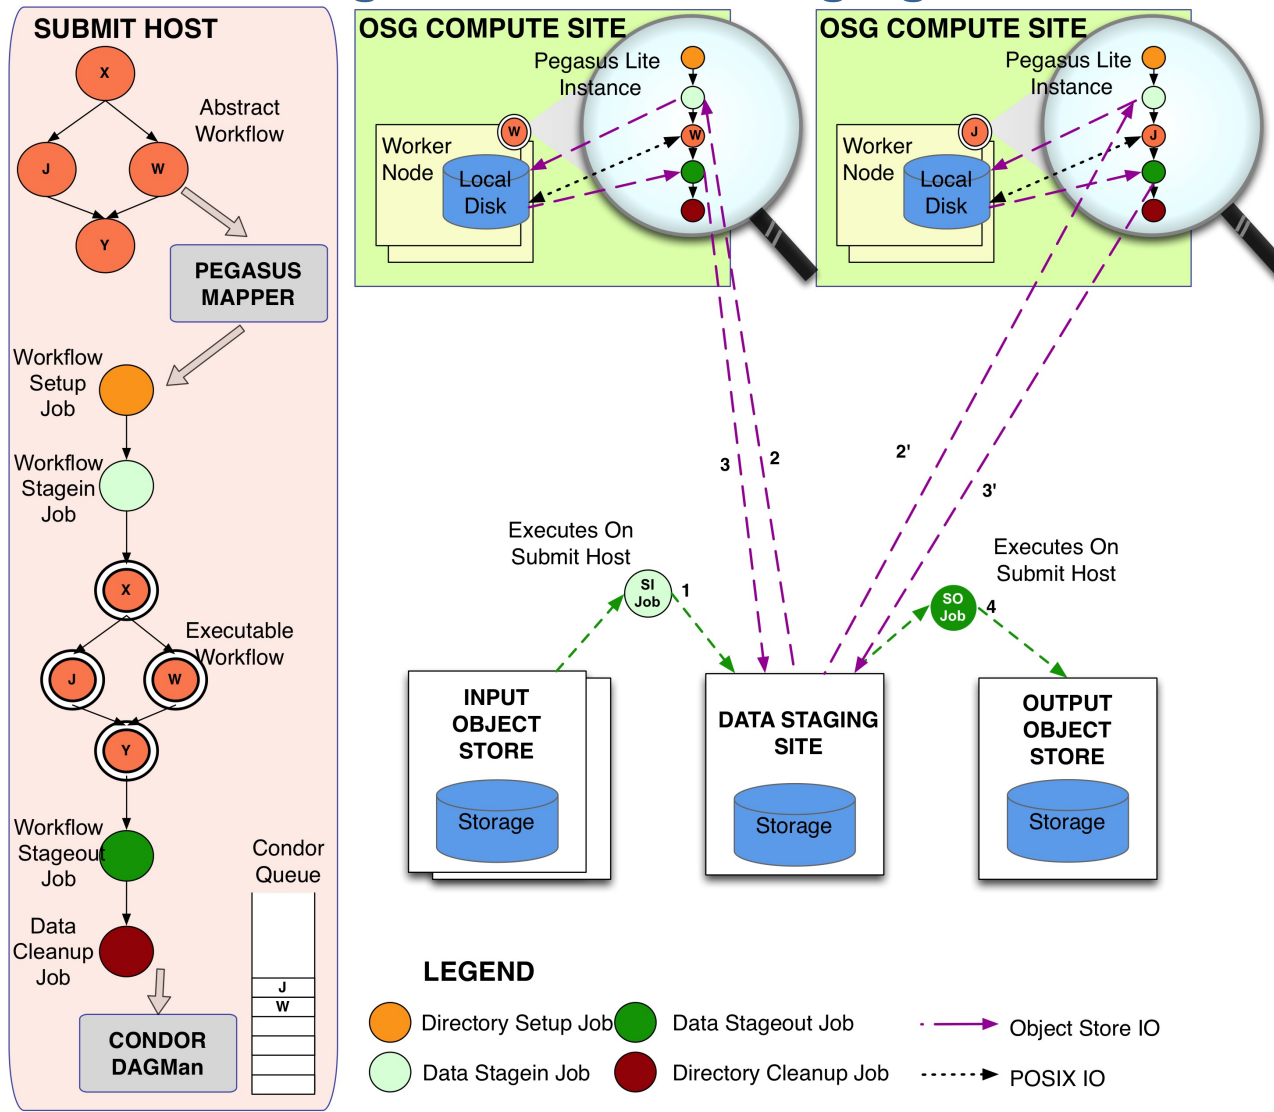 SUBMIT HOST
X
Abstract
Workflow
J
W
Y
PEGASUS
MAPPER
Workflow
Setup
Job
Workflow
Stagein
Job
X
Executable
Workflow
J
W
Y
Workflow
Stageout
Job
Condor
Queue
Data
Cleanup
Job
J
W
CONDOR
DAGMan
OSG COMPUTE SITE
Pegasus Lite
Instance
W
Worker
Node
Local
Disk
W
OSG COMPUTE SITE
Pegasus Lite
Instance
J
Worker
Node
Local
Disk
J
3
2
2'
3'
Executes On
Submit Host
SI
Job
1
Executes On
Submit Host
SO
Job
4
INPUT
OBJECT
STORE
Storage
DATA STAGING
SITE
Storage
OUTPUT
OBJECT
STORE
Storage
LEGEND
Directory Setup Job
Data Stageout Job
Object Store IO
Data Stagein Job
Directory Cleanup Job
POSIX IO